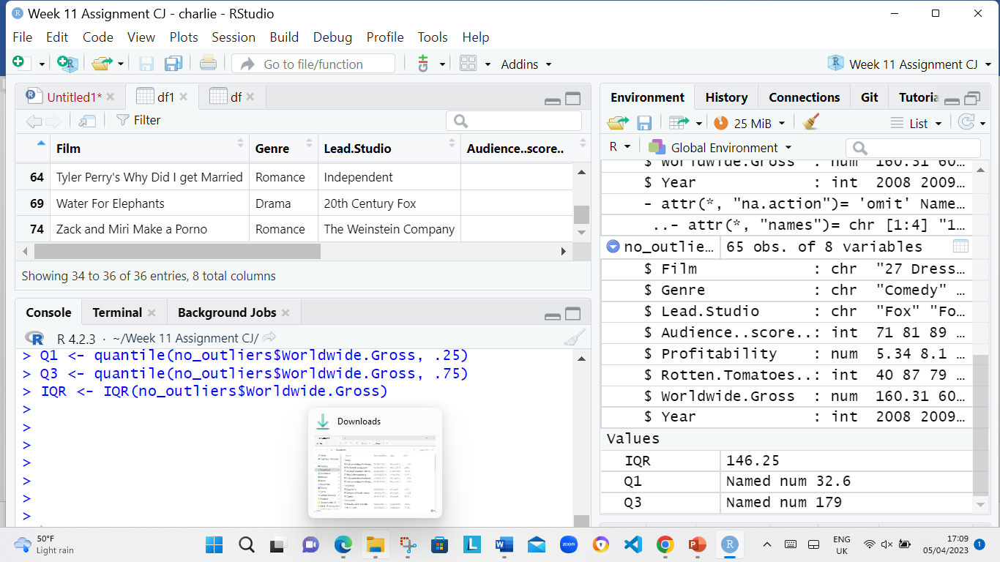 Week 11 Assignment CJ - charlie - RStudio
File Edit Code View Plots Session Build Debug Profile Tools Help
Go to file/function
Addins
Week 11 Assignment CJ
Untitled1*
df1
df
Filter
Film Genre Lead.Studio Audience..score..
64 Tyler Perry's Why Did I get Married Romance Independent
69 Water For Elephants Drama 20th Century Fox
74 Zack and Miri Make a Porno Romance The Weinstein Company
Showing 34 to 36 of 36 entries, 8 total columns
Console Terminal Background Jobs
R 4.2.3 · ~/Week 11 Assignment CJ/
> Q1 <- quantile(no_outliers$Worldwide.Gross, .25)
> Q3 <- quantile(no_outliers$Worldwide.Gross, .75)
> IQR <- IQR(no_outliers$Worldwide.Gross)
>
>
>
>
>
>
>
Downloads
Environment History Connections Git Tutoria
25 MiB
List
R
Global Environment
$ Worldwide.Gross : num 160.31 60…
$ Year : int 2008 2009…
- attr(*, "na.action")= 'omit' Name…
..- attr(*, "names")= chr [1:4] "1…
no_outlie… 65 obs. of 8 variables
$ Film : chr "27 Dress…
$ Genre : chr "Comedy" …
$ Lead.Studio : chr "Fox" "Fo…
$ Audience..score..: int 71 81 89 …
$ Profitability : num 5.34 8.1 …
$ Rotten.Tomatoes..: int 40 87 79 …
$ Worldwide.Gross : num 160.31 60…
$ Year : int 2008 2009…
Values
IQR 146.25
Q1 Named num 32.6
Q3 Named num 179
50°F
Light rain
zoom
ENG
UK
17:09
05/04/2023
1